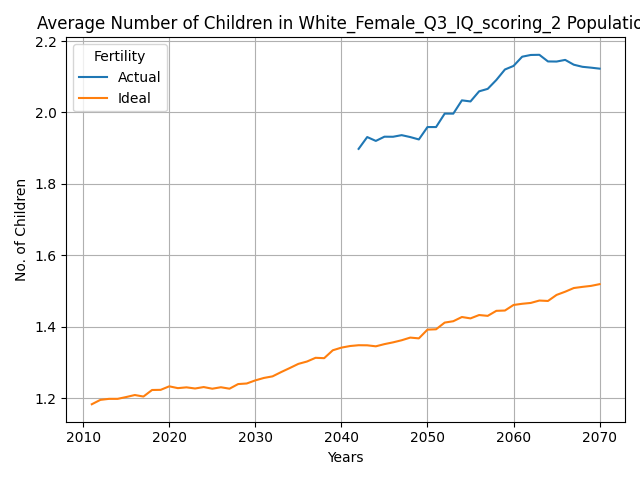 Average Number of Children in White_Female_Q3_IQ_scoring_2 Populatio
2.2
2.0
1.8
1.6
1.4
1.2
No. of Children
Fertility
Actual
Ideal
2010 2020 2030 2040 2050 2060 2070
Years